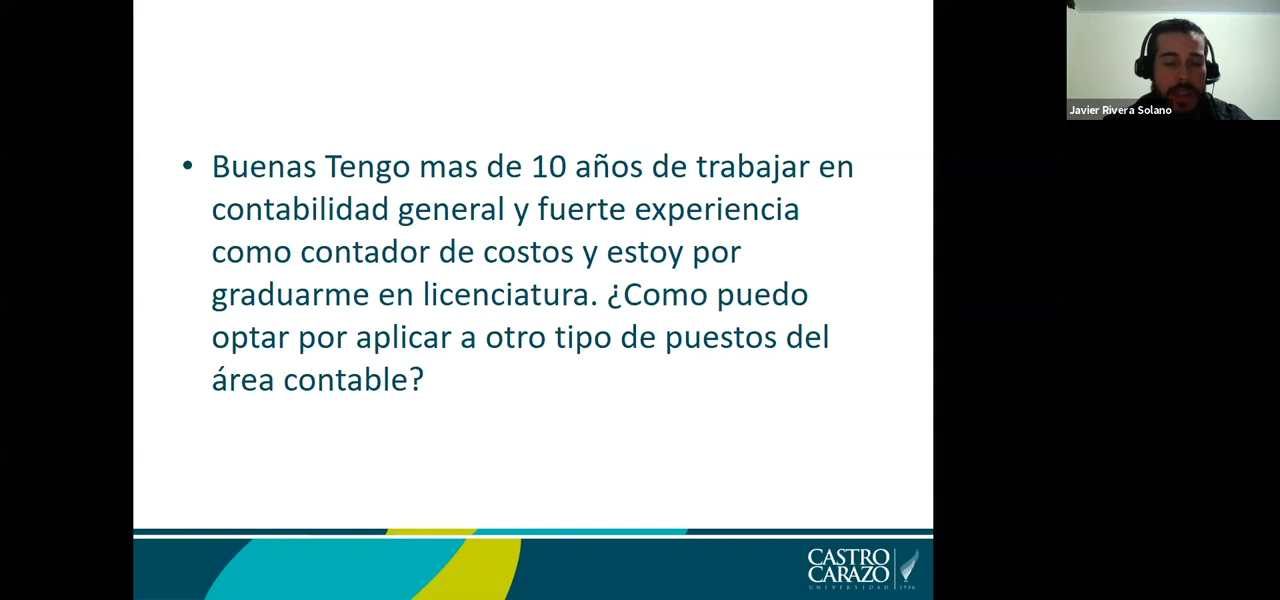 Javier Rivera Solano
• Buenas Tengo mas de 10 años de trabajar en
contabilidad general y fuerte experiencia
como contador de costos y estoy por
graduarme en licenciatura. ¿Como puedo
optar por aplicar a otro tipo de puestos del
área contable?
CASTRO
CARAZO
UNIVERSIDAD 1936